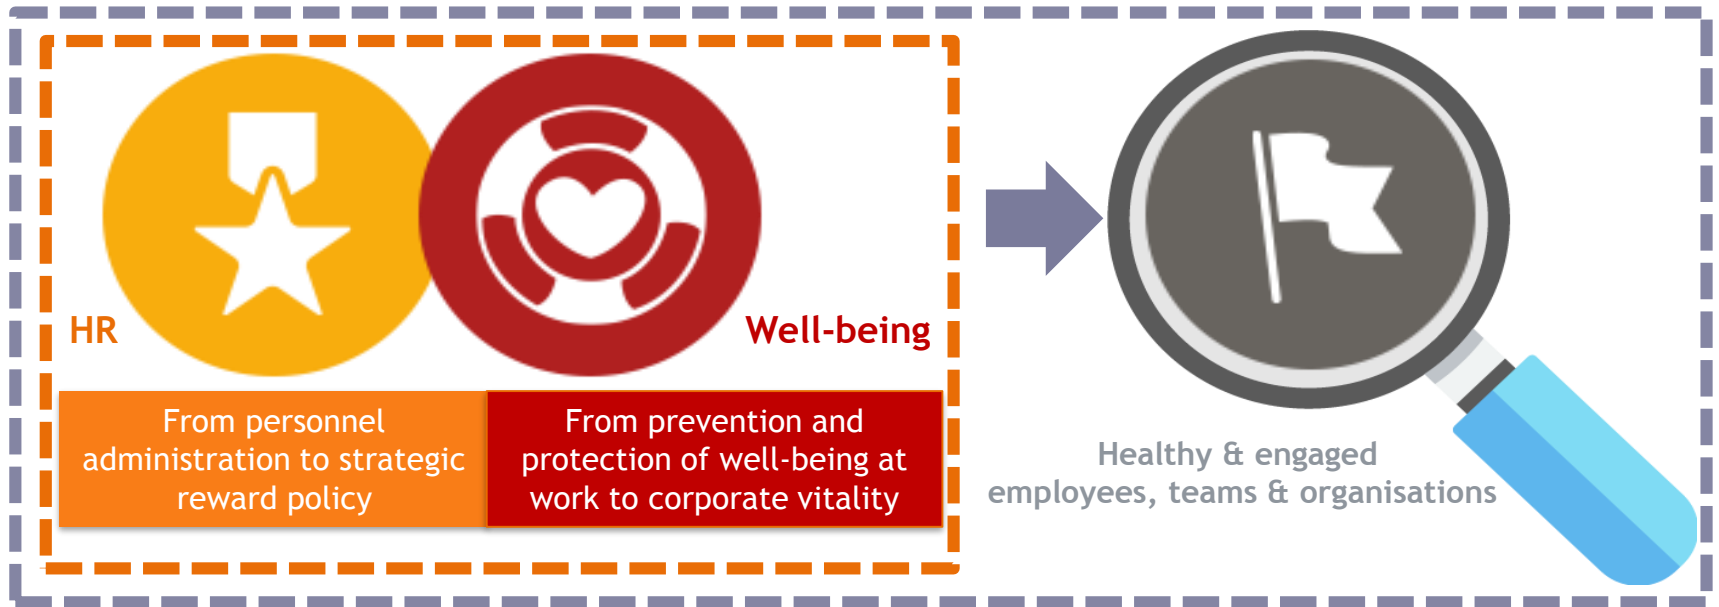 HR
Well-being
From personnel
administration to strategic
reward policy
From prevention and
protection of well-being at
work to corporate vitality
Healthy & engaged
employees, teams & organisations